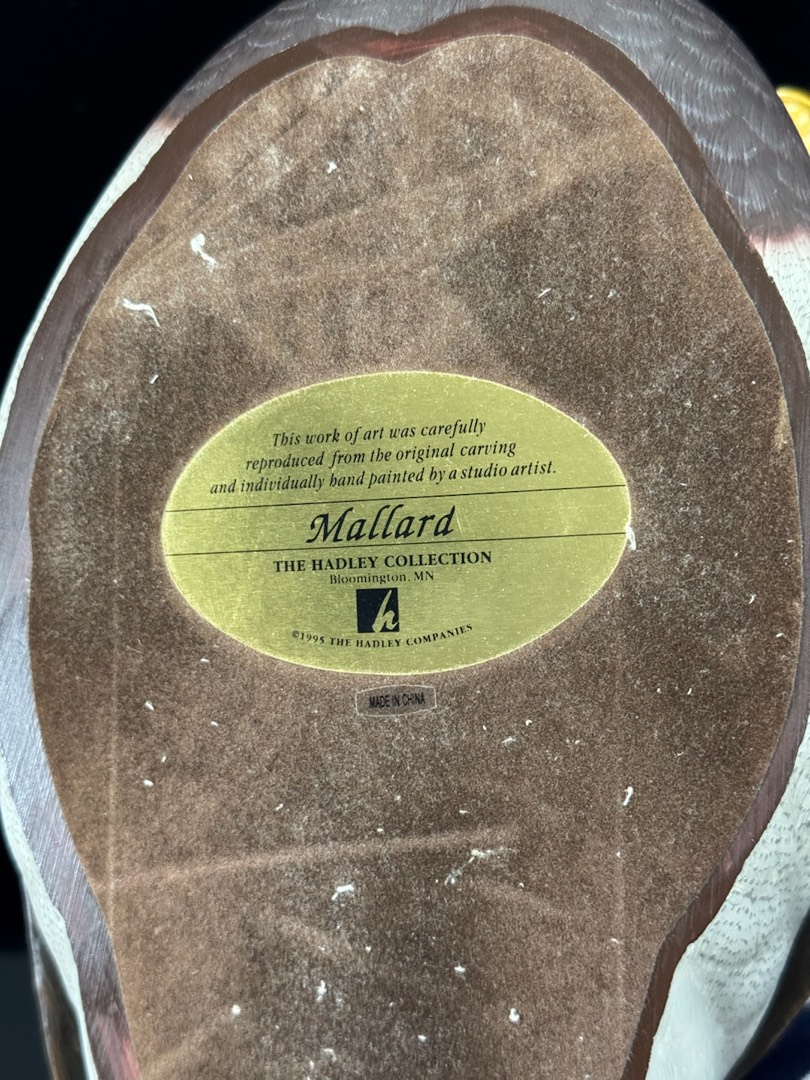 This work of art was carefully
reproduced from the original carving
and individually hand painted by a studio artist.
Mallard
THE HADLEY COLLECTION
Bloomington, MN
h
©1995 THE HADLEY COMPANIES
MADE IN CHINA